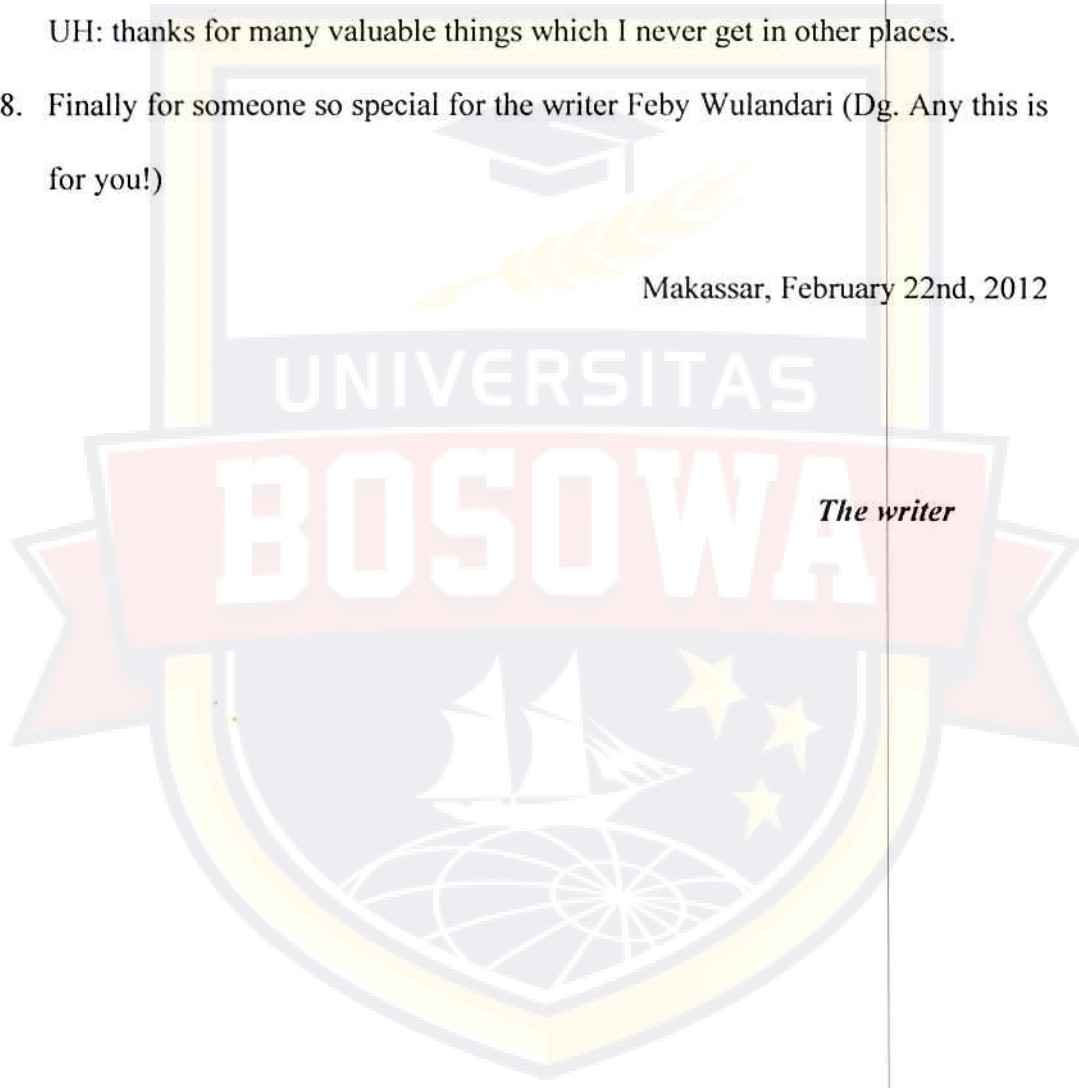 UH: thanks for many valuable things which I never get in other places.
8. Finally for someone so special for the writer Feby Wulandari (Dg. Any this is
for you!)
Makassar, February 22nd, 2012
UNIVERSITAS
BOSOWA
The writer